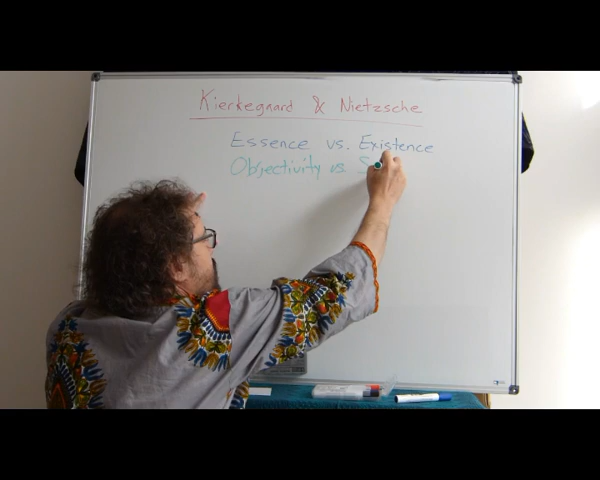 Kierkegaard & Nietzsche
Essence vs. Existence
Objectivity vs. S